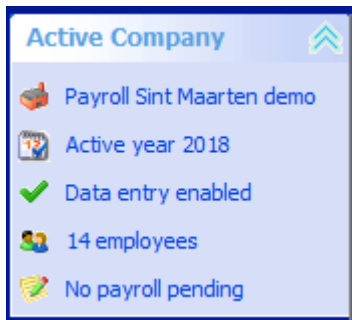 Active Company
Payroll Sint Maarten demo
Active year 2018
Data entry enabled
14 employees
No payroll pending